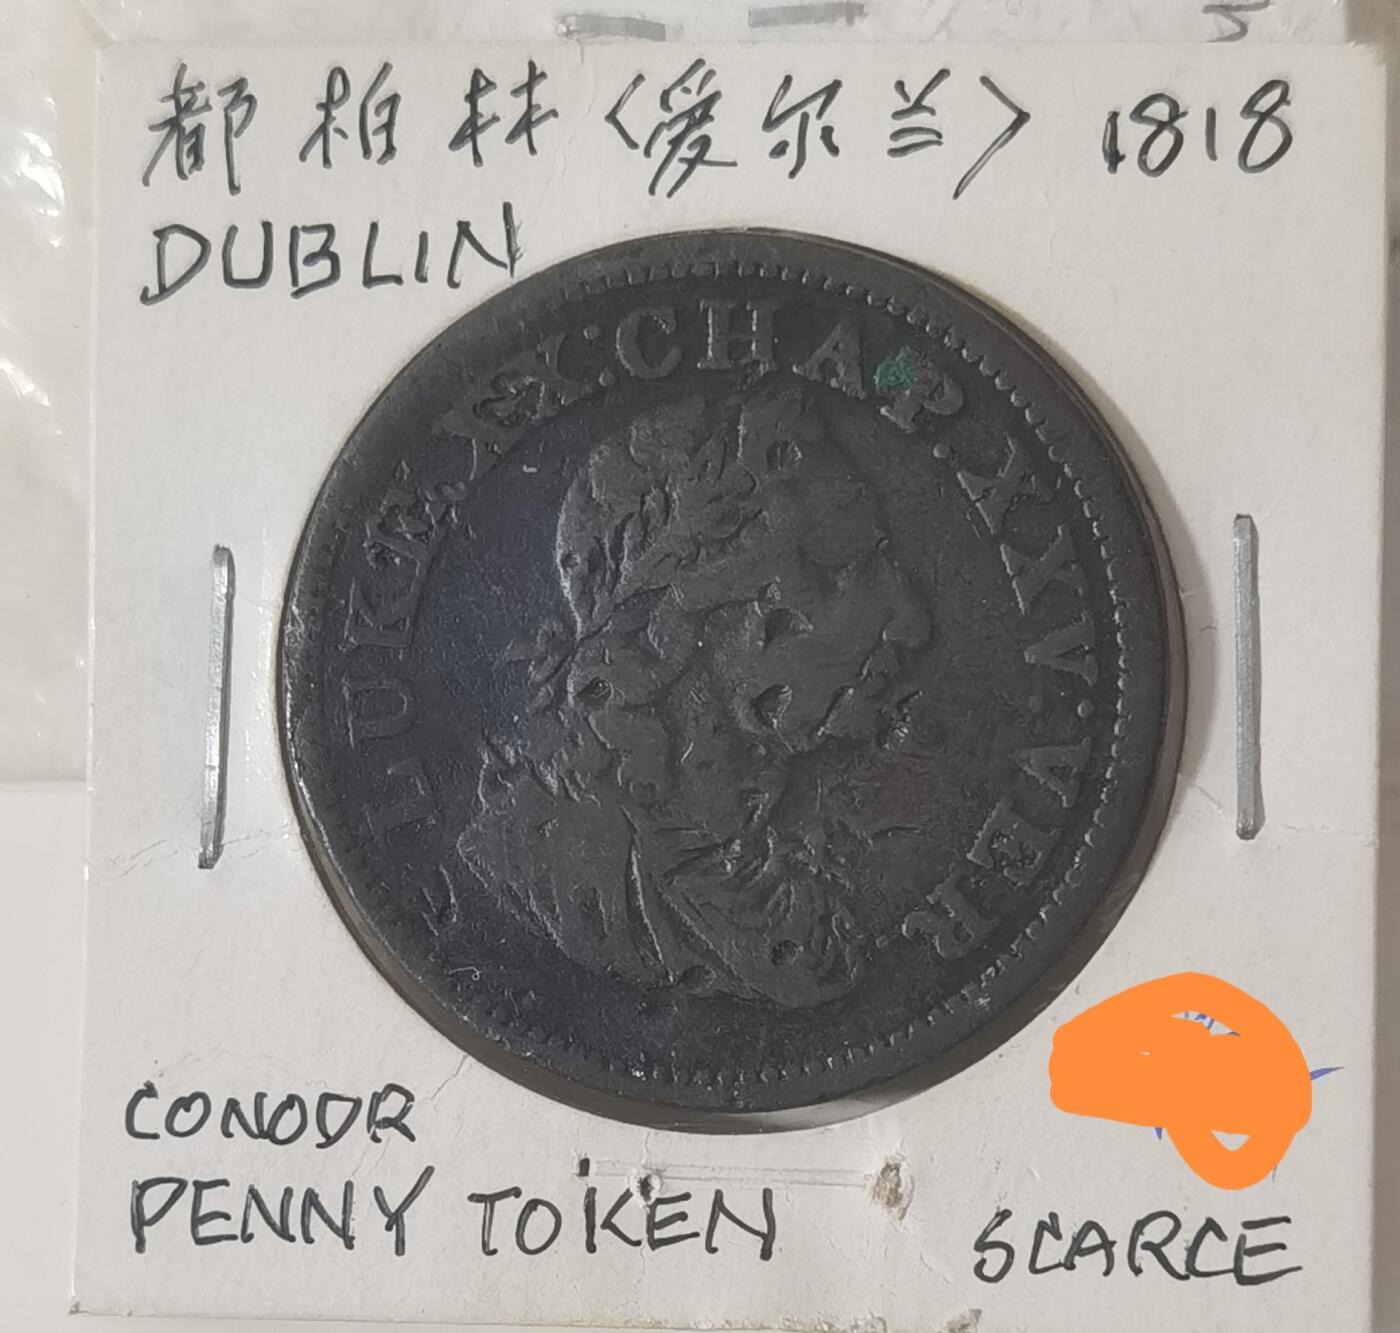 都柏林〈爱尔兰〉 1818
DUBLIN
LUKE.XX:CHAP.XXV.VER
CONODR
PENNY TOKEN
SCARCE